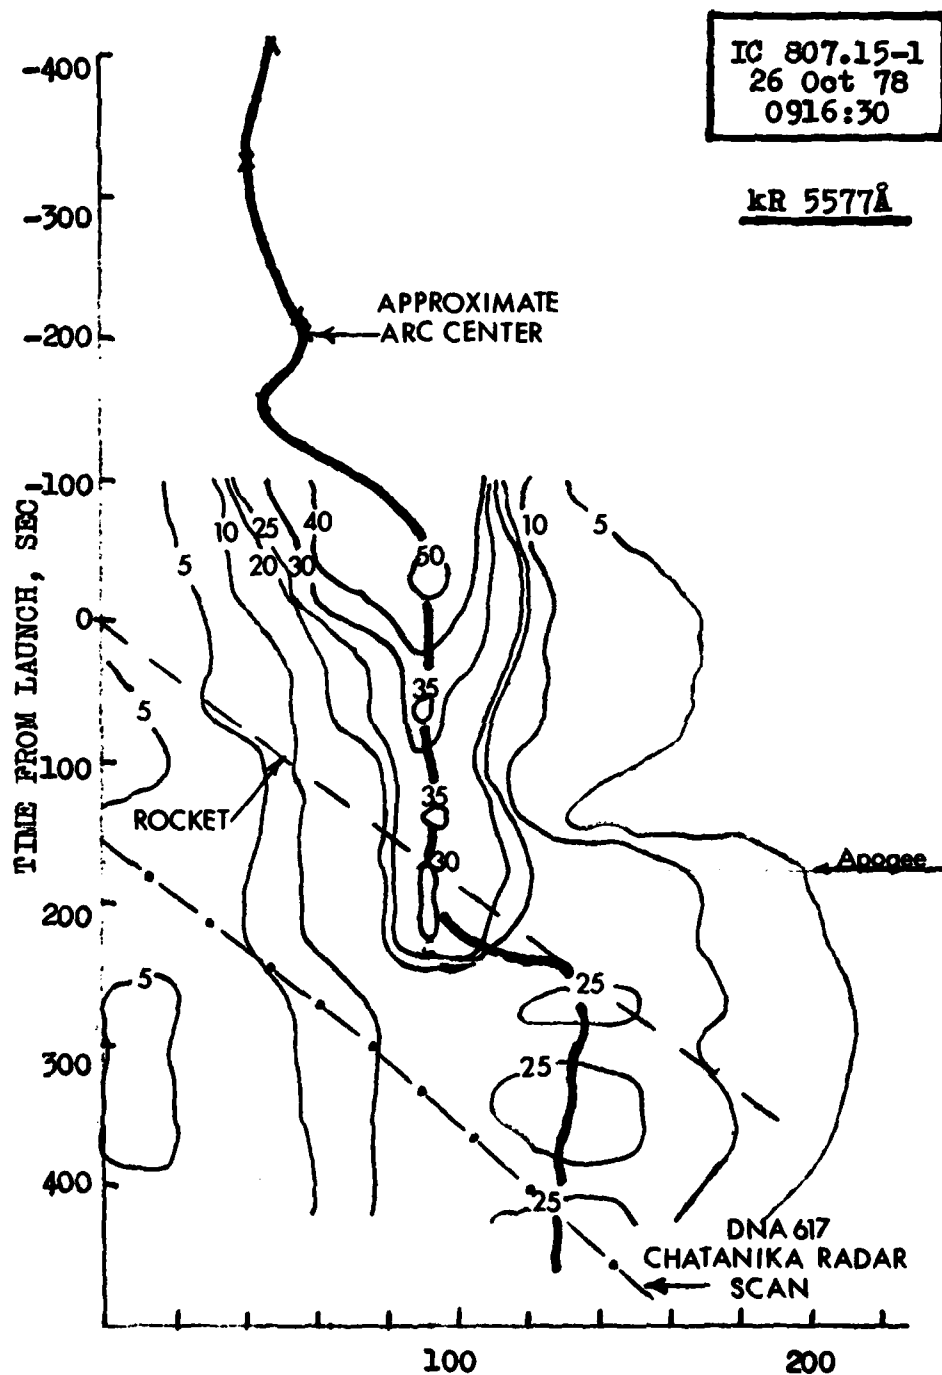 IC 807.15-1
26 Oct 78
0916:30
kR 5577Å
-400
-300
-200
-100
0
100
200
300
400
TIME FROM LAUNCH, SEC
APPROXIMATE
ARC CENTER
5
10
25
20
30
40
50
10
5
35
5
35
ROCKET
30
Apogee
5
25
25
25
DNA 617
CHATANIKA RADAR
SCAN
100
200